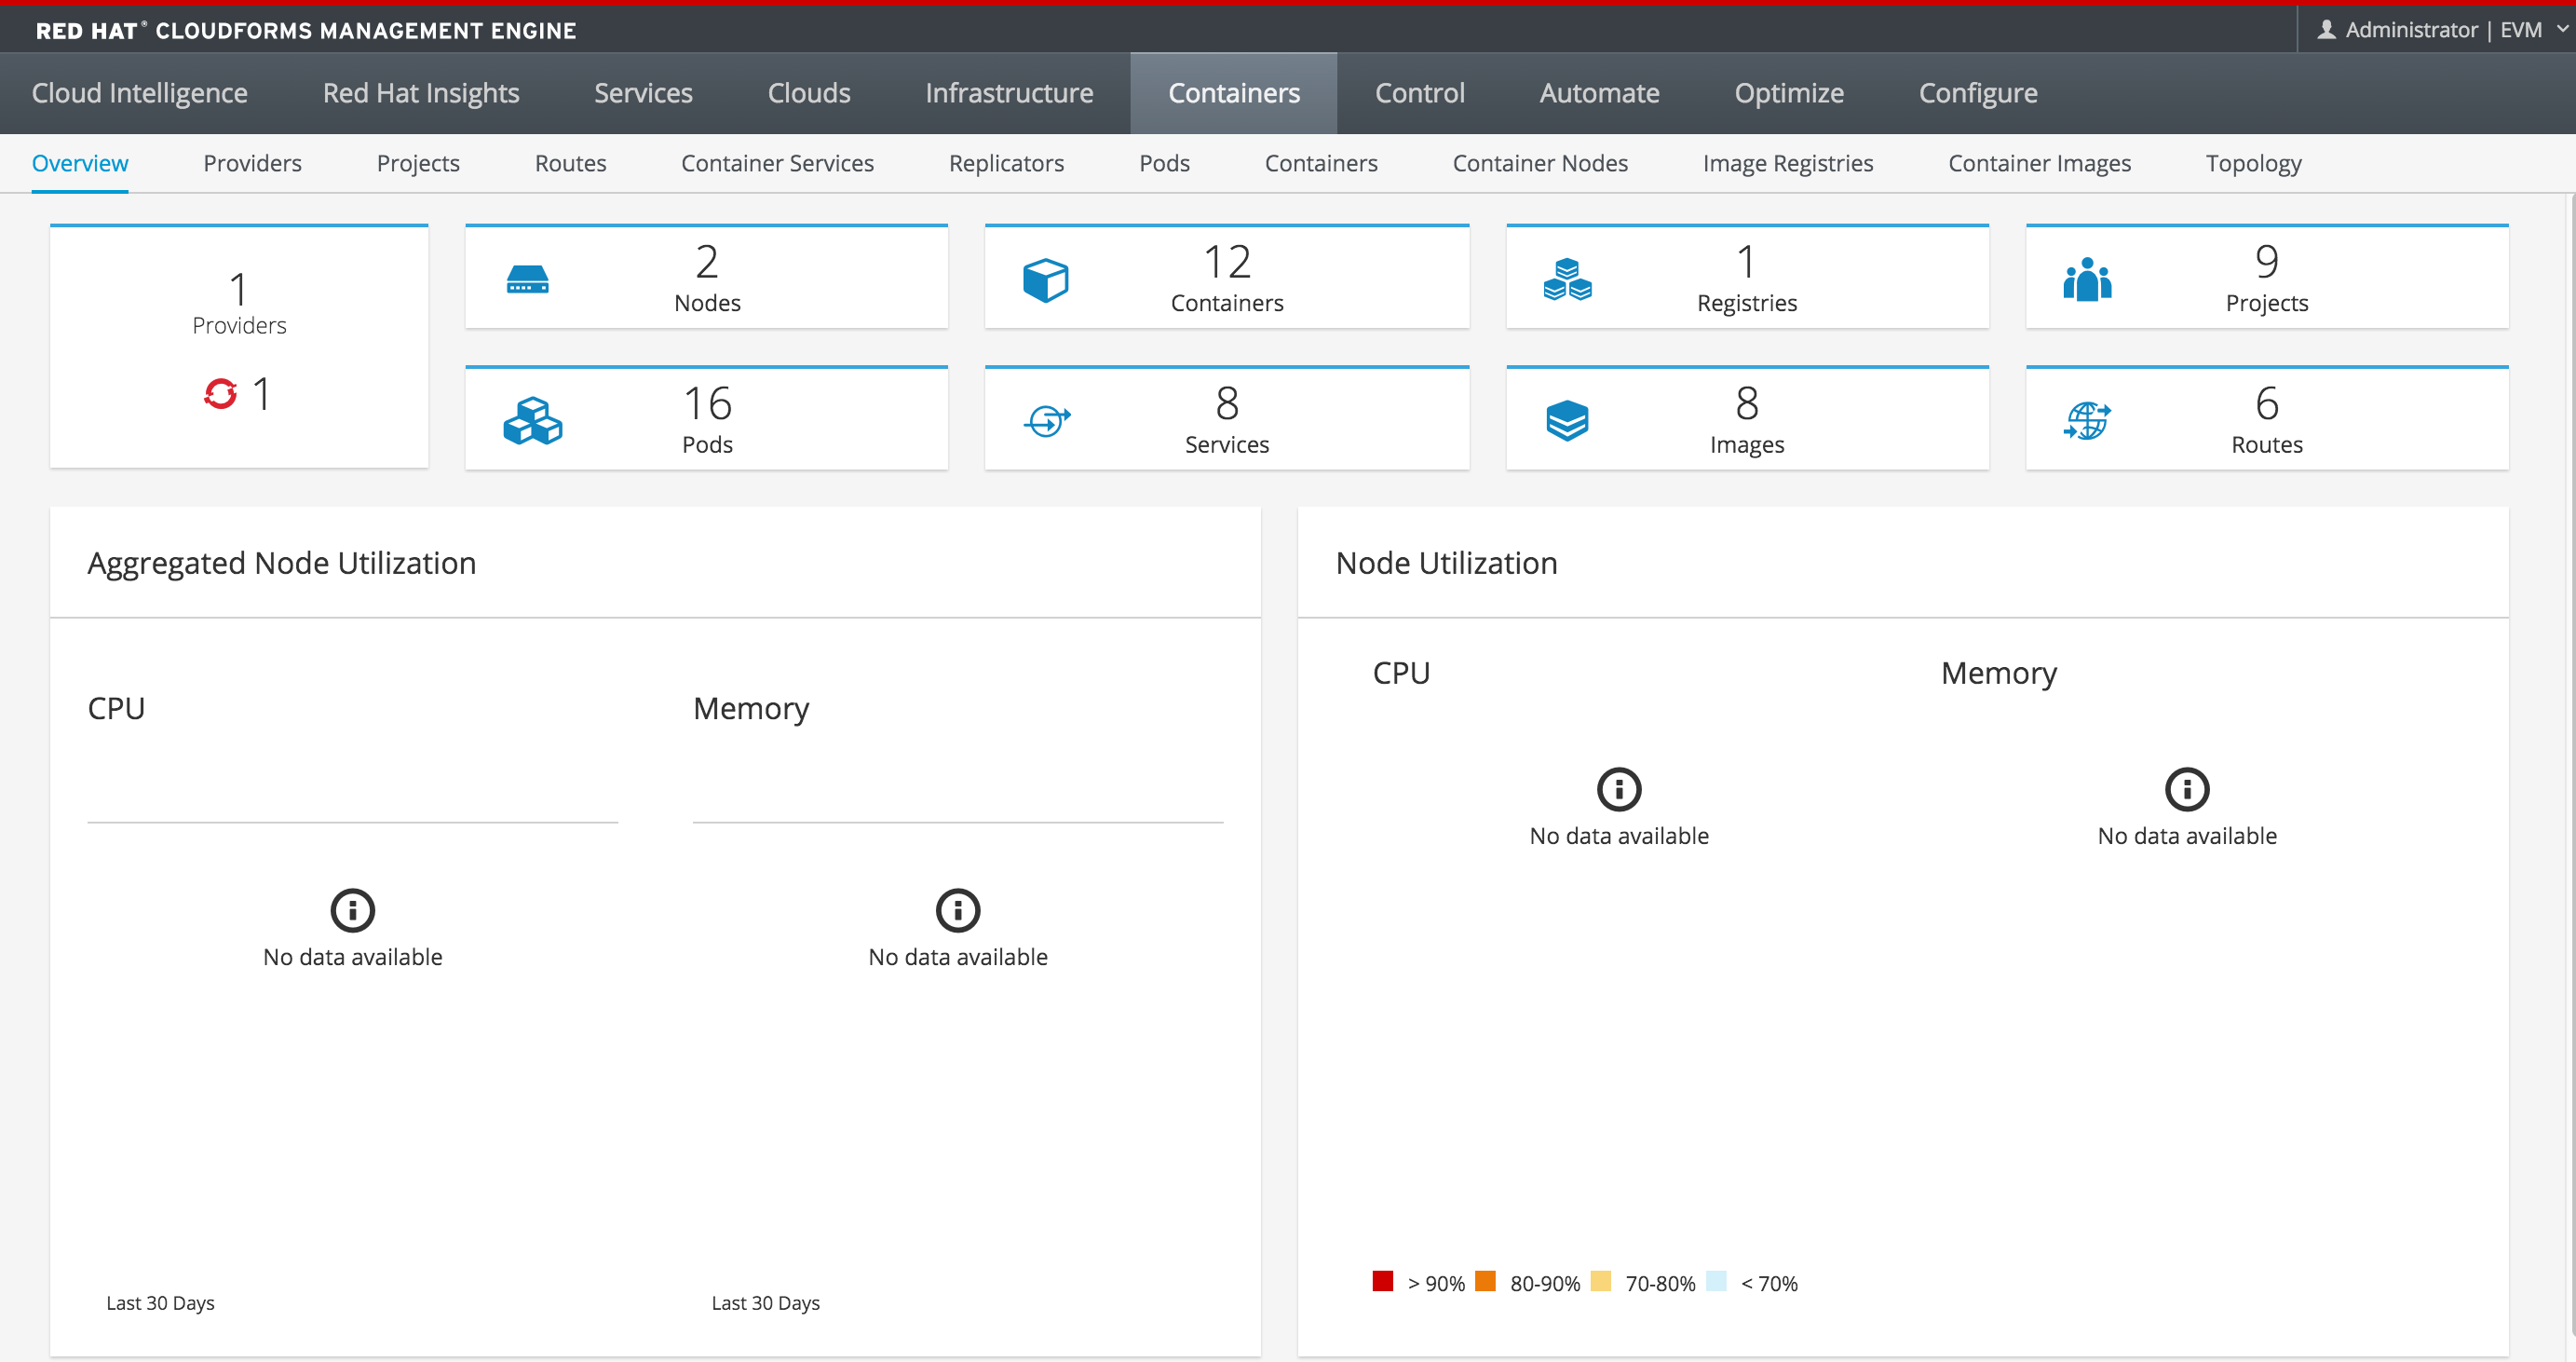 RED HAT® CLOUDFORMS MANAGEMENT ENGINE
Administrator | EVM
Cloud Intelligence Red Hat Insights Services Clouds Infrastructure Containers Control Automate Optimize Configure
Overview Providers Projects Routes Container Services Replicators Pods Containers Container Nodes Image Registries Container Images Topology
1
Providers
1
2
Nodes
12
Containers
1
Registries
9
Projects
16
Pods
8
Services
8
Images
6
Routes
Aggregated Node Utilization
CPU
No data available
Last 30 Days
Memory
No data available
Last 30 Days
Node Utilization
CPU
No data available
Memory
No data available
> 90% 80-90% 70-80% < 70%